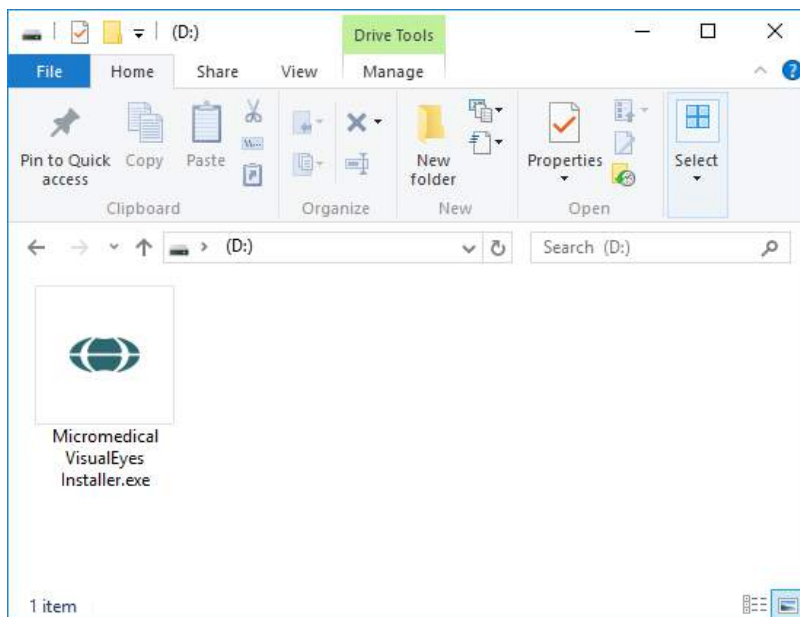 (D:)
Drive Tools
File
Home
Share
View
Manage
Pin to Quick
access
Copy
Paste
New
folder
Properties
Select
Clipboard
Organize
New
Open
(D:)
Search (D:)
Micromedical
VisualEyes
Installer.exe
1 item